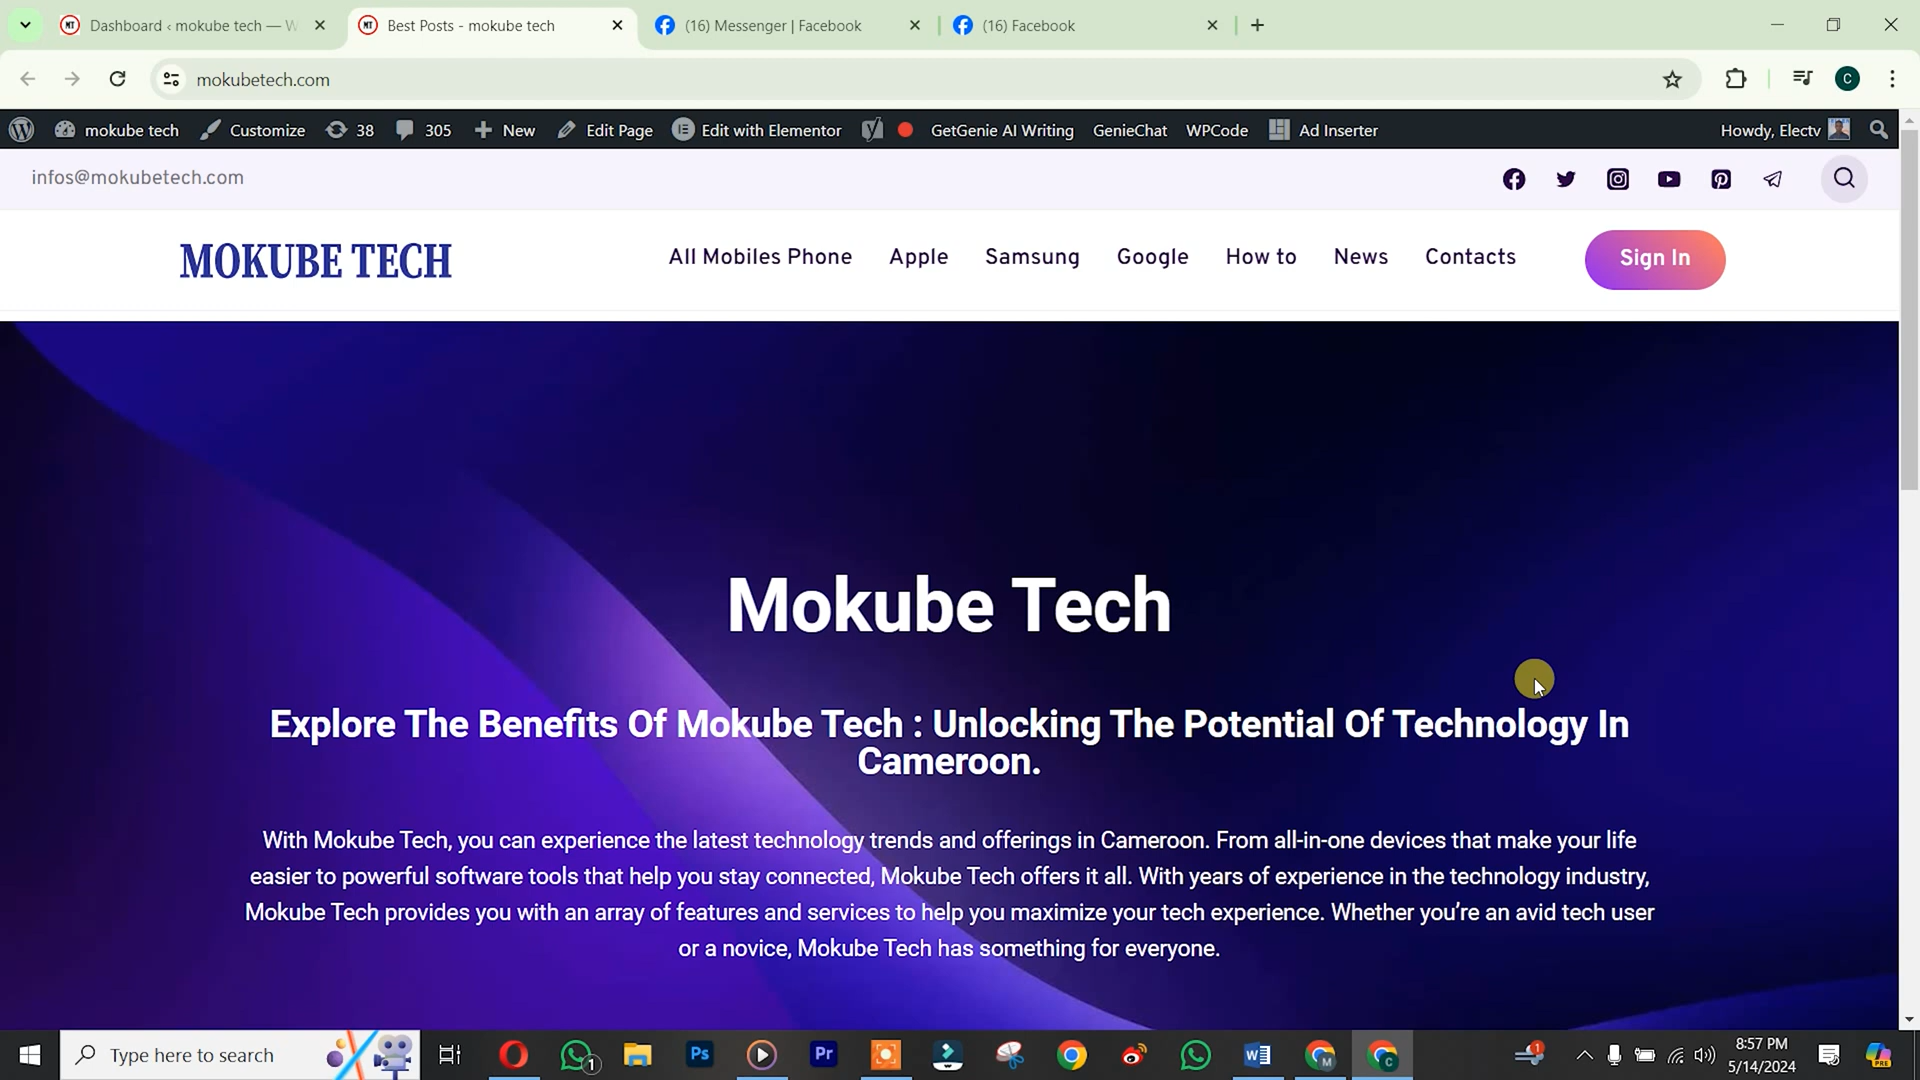 Dashboard ‹ mokube tech — W
Best Posts - mokube tech
(16) Messenger | Facebook
(16) Facebook
C
mokubetech.com
mokube tech
Customize
38
305
New
Edit Page
Edit with Elementor
GetGenie AI Writing
GenieChat
WPCode
Ad Inserter
Howdy, Electv
infos@mokubetech.com
MOKUBE TECH
All Mobiles Phone
Apple
Samsung
Google
How to
News
Contacts
Sign In
Mokube Tech
Explore The Benefits Of Mokube Tech : Unlocking The Potential Of Technology In
Cameroon.
With Mokube Tech, you can experience the latest technology trends and offerings in Cameroon. From all-in-one devices that make your life
easier to powerful software tools that help you stay connected, Mokube Tech offers it all. With years of experience in the technology industry,
Mokube Tech provides you with an array of features and services to help you maximize your tech experience. Whether you’re an avid tech user
or a novice, Mokube Tech has something for everyone.
Type here to search
1
Ps
Pr
M
C
1
8:57 PM
5/14/2024
PRE